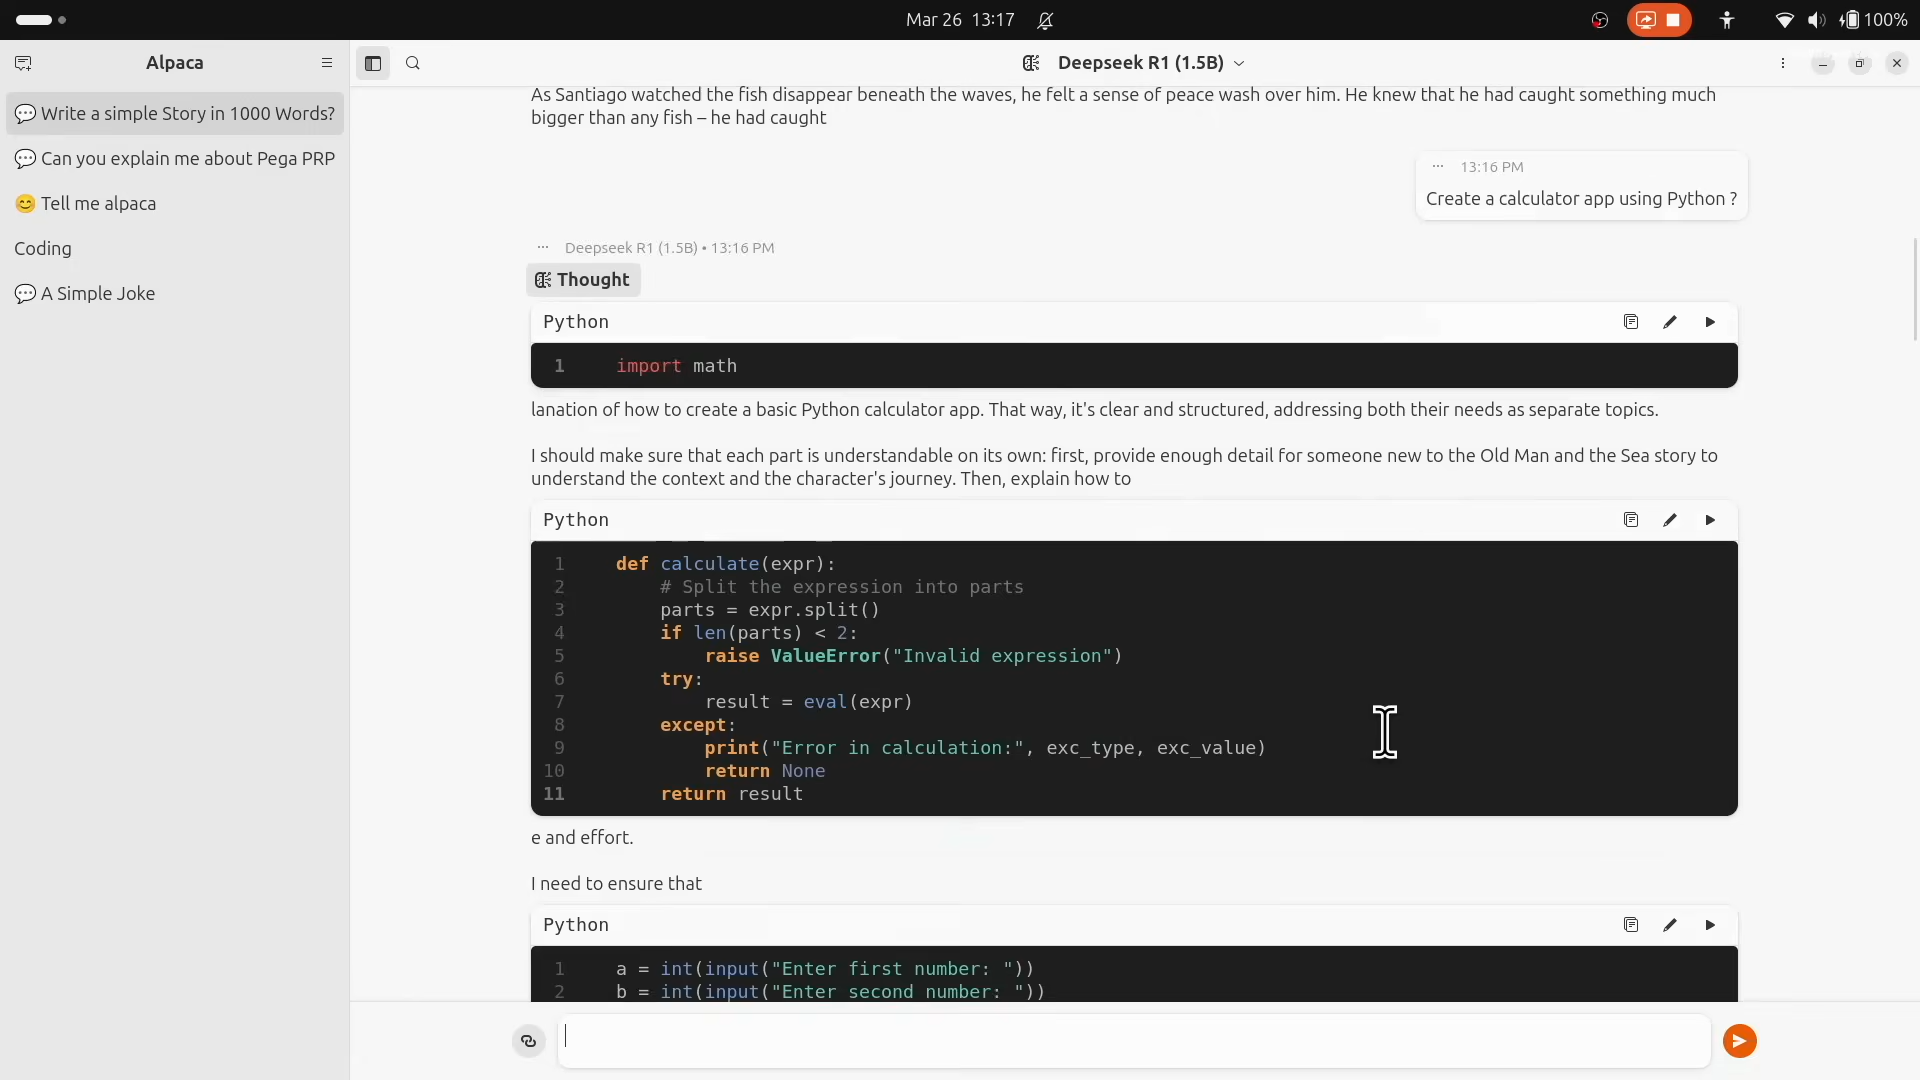 Mar 26 13:17
100%
Alpaca
Deepseek R1 (1.5B)
Write a simple Story in 1000 Words?
Can you explain me about Pega PRP
Tell me alpaca
Coding
A Simple Joke
As Santiago watched the fish disappear beneath the waves, he felt a sense of peace wash over him. He knew that he had caught something much
bigger than any fish – he had caught
... 13:16 PM
Create a calculator app using Python ?
... Deepseek R1 (1.5B) • 13:16 PM
Thought
Python
1 import math
lanation of how to create a basic Python calculator app. That way, it's clear and structured, addressing both their needs as separate topics.
I should make sure that each part is understandable on its own: first, provide enough detail for someone new to the Old Man and the Sea story to
understand the context and the character's journey. Then, explain how to
Python
1 def calculate(expr):
2 # Split the expression into parts
3 parts = expr.split()
4 if len(parts) < 2:
5 raise ValueError("Invalid expression")
6 try:
7 result = eval(expr)
8 except:
9 print("Error in calculation:", exc_type, exc_value)
10 return None
11 return result
e and effort.
I need to ensure that
Python
1 a = int(input("Enter first number: "))
2 b = int(input("Enter second number: "))